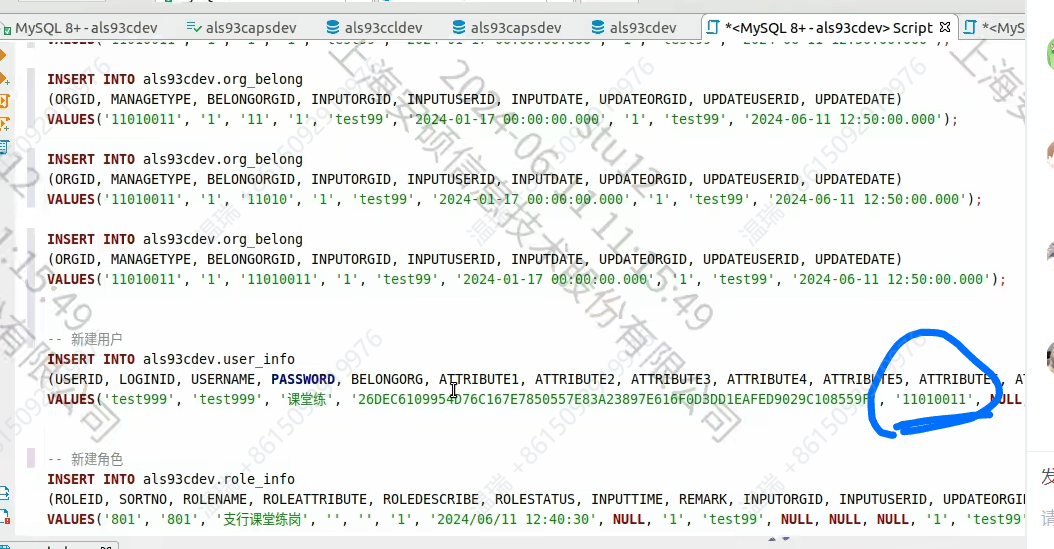 MySQL 8+ - als93cdev als93capsdev als93ccldev als93capsdev als93cdev *<MySQL 8+ - als93cdev> Script *<MyS
INSERT INTO als93cdev.org_belong
(ORGID, MANAGETYPE, BELONGORGID, INPUTORGID, INPUTUSERID, INPUTDATE, UPDATEORGID, UPDATEUSERID, UPDATEDATE)
VALUES('11010011', '1', '11', '1', 'test99', '2024-01-17 00:00:00.000', '1', 'test99', '2024-06-11 12:50:00.000');
INSERT INTO als93cdev.org_belong
(ORGID, MANAGETYPE, BELONGORGID, INPUTORGID, INPUTUSERID, INPUTDATE, UPDATEORGID, UPDATEUSERID, UPDATEDATE)
VALUES('11010011', '1', '11010', '1', 'test99', '2024-01-17 00:00:00.000', '1', 'test99', '2024-06-11 12:50:00.000');
INSERT INTO als93cdev.org_belong
(ORGID, MANAGETYPE, BELONGORGID, INPUTORGID, INPUTUSERID, INPUTDATE, UPDATEORGID, UPDATEUSERID, UPDATEDATE)
VALUES('11010011', '1', '11010011', '1', 'test99', '2024-01-17 00:00:00.000', '1', 'test99', '2024-06-11 12:50:00.000');
-- 新建用户
INSERT INTO als93cdev.user_info
(USERID, LOGINID, USERNAME, PASSWORD, BELONGORG, ATTRIBUTE1, ATTRIBUTE2, ATTRIBUTE3, ATTRIBUTE4, ATTRIBUTE5, ATTRIBUTE
VALUES('test999', 'test999', '课堂练', '26DEC6109954D76C167E7850557E83A23897E616F0D3DD1EAFED9029C108559F , '11010011', NULL,
-- 新建角色
INSERT INTO als93cdev.role_info
(ROLEID, SORTNO, ROLENAME, ROLEATTRIBUTE, ROLEDESCRIBE, ROLESTATUS, INPUTTIME, REMARK, INPUTORGID, INPUTUSERID, UPDATEORGI
VALUES('801', '801', '支行课堂练岗', '', '', '1', '2024/06/11 12:40:30', NULL, '1', 'test99', NULL, NULL, NULL, '1', 'test99'
stu12
2024-06-11 11:15:49
上海安硕信息技术股份有限公司
温瑞 +8615092919976